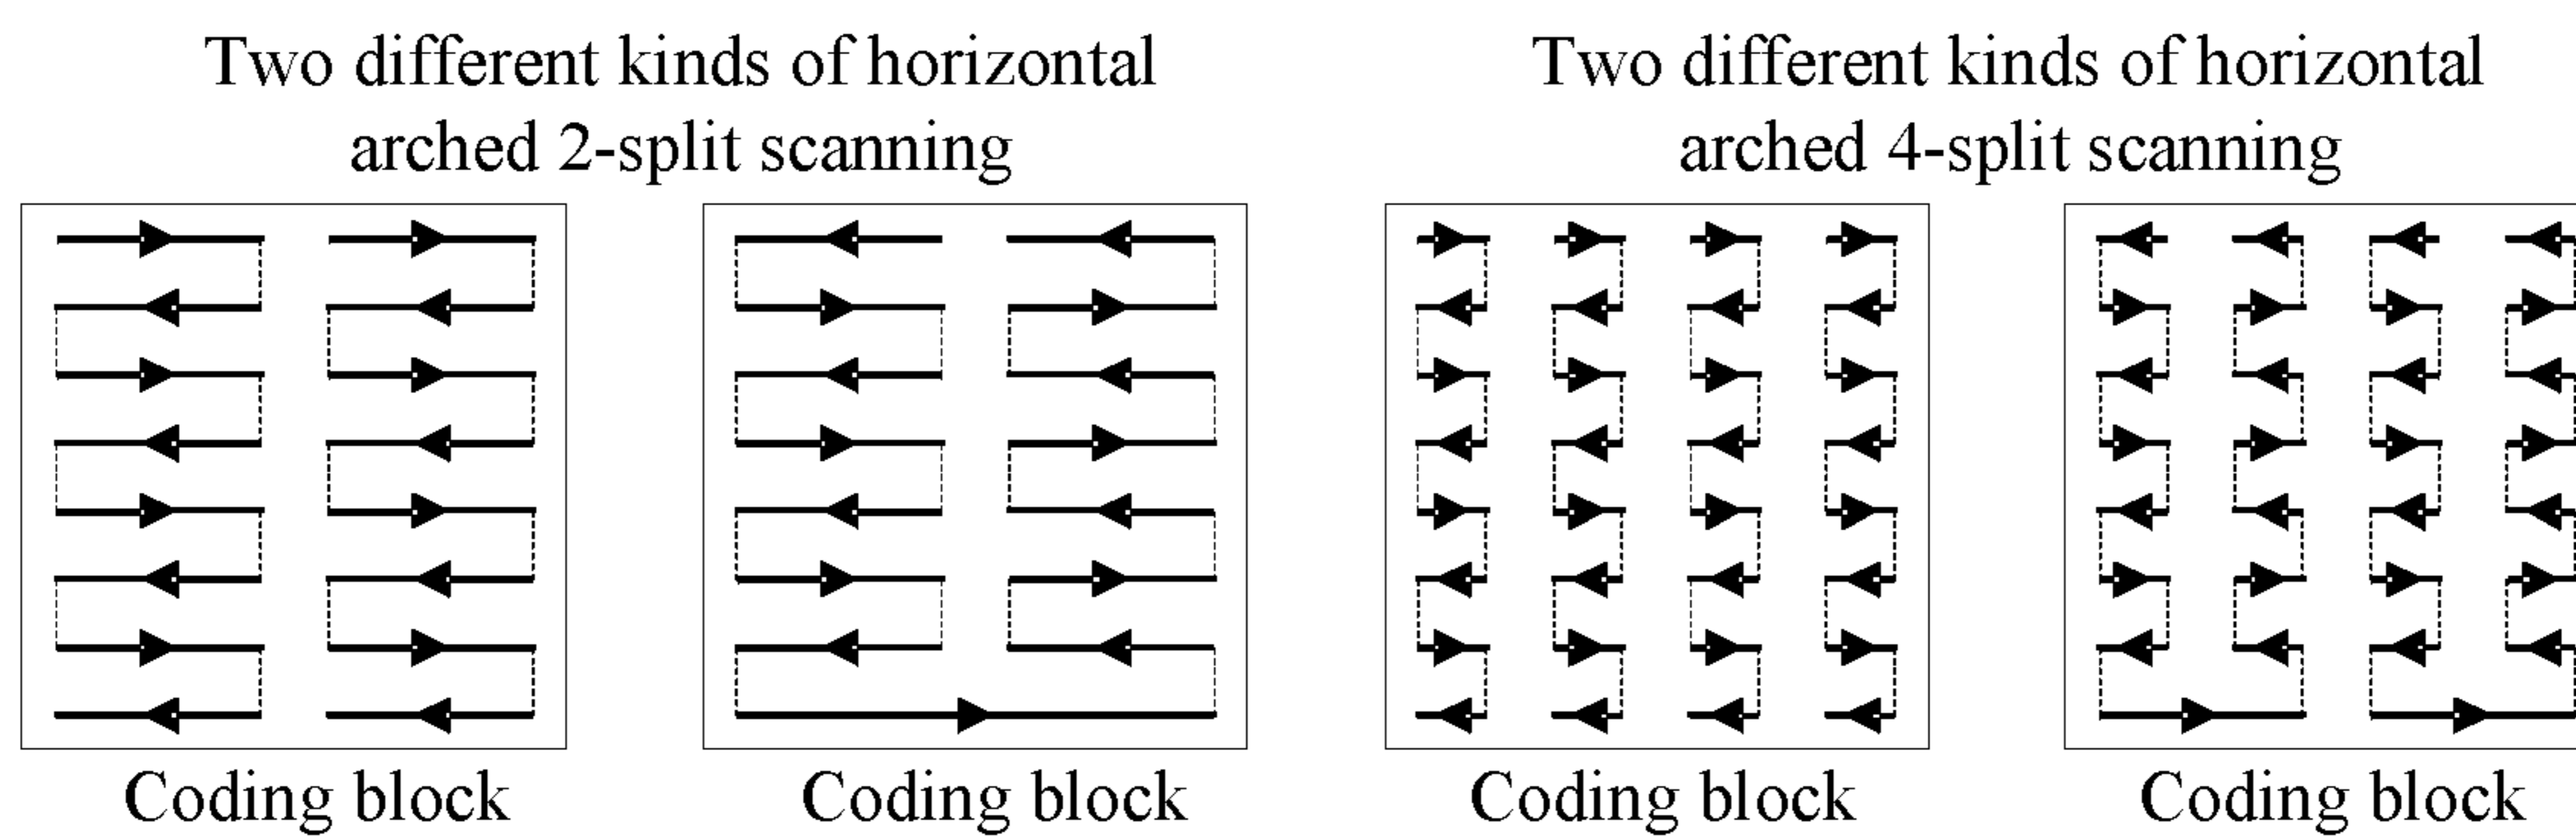 Two different kinds of horizontal
arched 2-split scanning
Two different kinds of horizontal
arched 4-split scanning
Coding block
Coding block
Coding block
Coding block